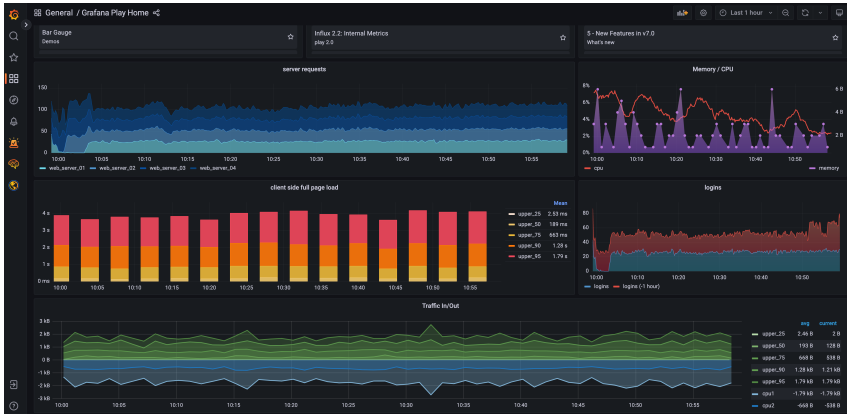 General / Grafana Play Home
Last 1 hour
Bar Gauge
Demos
Influx 2.2: Internal Metrics
play 2.0
5 - New Features in v7.0
What's new
server requests
150
100
50
0
10:00 10:05 10:10 10:15 10:20 10:25 10:30 10:35 10:40 10:45 10:50 10:55
web_server_01 web_server_02 web_server_03 web_server_04
Memory / CPU
8%
6%
4%
2%
0%
6 B
4 B
2 B
10:00 10:10 10:20 10:30 10:40 10:50
cpu memory
client side full page load
4 s
3 s
2 s
1 s
0 ms
10:00 10:05 10:10 10:15 10:20 10:25 10:30 10:35 10:40 10:45 10:50 10:55
Mean
upper_25 2.53 ms
upper_50 189 ms
upper_75 663 ms
upper_90 1.28 s
upper_95 1.79 s
logins
80
60
40
20
0
10:00 10:10 10:20 10:30 10:40 10:50
logins logins (-1 hour)
Traffic In/Out
3 kB
2 kB
1 kB
0 B
-1 kB
-2 kB
-3 kB
10:00 10:05 10:10 10:15 10:20 10:25 10:30 10:35 10:40 10:45 10:50 10:55
avg current
upper_25 2.46 B 2 B
upper_50 193 B 128 B
upper_75 668 B 538 B
upper_90 1.28 kB 1.21 kB
upper_95 1.79 kB 1.79 kB
cpu1 -1.79 kB -1.79 kB
cpu2 -668 B -538 B